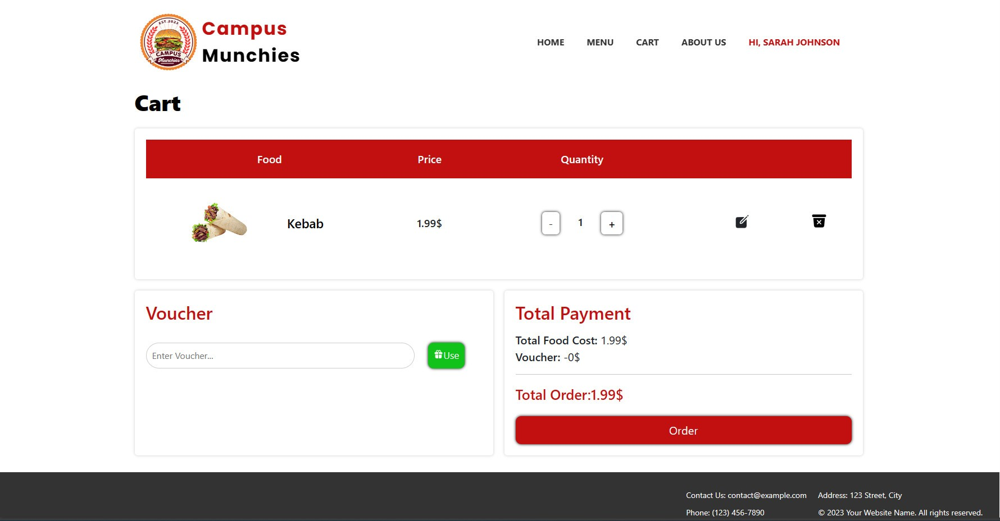 EST.2023
CAMPUS
Munchies
Campus
Munchies
HOME MENU CART ABOUT US HI, SARAH JOHNSON
Cart
Food Price Quantity
Kebab 1.99$ - 1 +
Voucher
Enter Voucher... Use
Total Payment
Total Food Cost: 1.99$
Voucher: -0$
Total Order:1.99$
Order
Contact Us: contact@example.com Address: 123 Street, City
Phone: (123) 456-7890 © 2023 Your Website Name. All rights reserved.